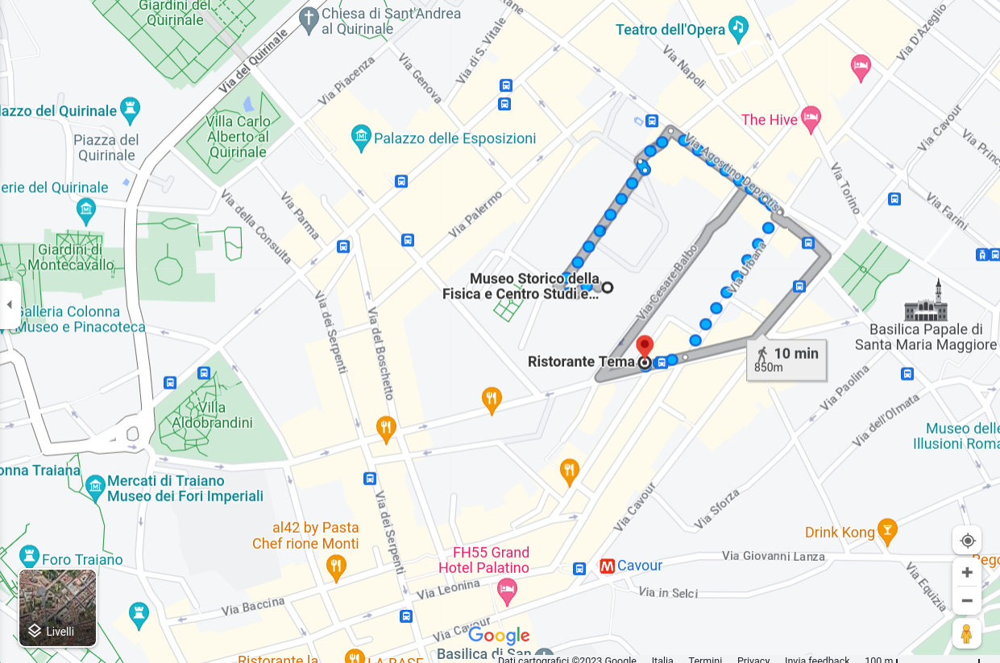 Giardini del
Quirinale
Chiesa di Sant'Andrea
al Quirinale
Teatro dell'Opera
Via D'Azeglio
Via del Quirinale
Via Piacenza
Via Genova
Via di S. Vitale
Via Napoli
lazzo del Quirinale
Piazza del
Quirinale
Villa Carlo
Alberto al
Quirinale
Palazzo delle Esposizioni
The Hive
Via Cavour
Via Agostino Depretis
Via Torino
Via Farini
erie del Quirinale
Via della Consulta
Via Parma
Via Palermo
Giardini di
Montecavallo
Museo Storico della
Fisica e Centro Studi e...
Via Cesare Balbo
Via Urbana
Galleria Colonna
Museo e Pinacoteca
Via dei Serpenti
Via del Boschetto
Basilica Papale di
Santa Maria Maggiore
Ristorante Tema
10 min
850m
Via Paolina
Via dell'Olmata
Villa
Aldobrandini
Museo delle
Illusioni Roma
onna Traiana
Mercati di Traiano
Museo dei Fori Imperiali
Via dei Serpenti
Via Cavour
Via Sforza
al42 by Pasta
Chef rione Monti
Drink Kong
Foro Traiano
FH55 Grand
Hotel Palatino
M
Cavour
Via Giovanni Lanza
Via Equizia
Via Leonina
Via in Selci
Via Baccina
Livelli
Via Cavour
Google
Basilica di San
Ristorante la
LA BASE
Dati cartografici ©2023 Google
Italia
Termini
Privacy
Invia feedback
100 m